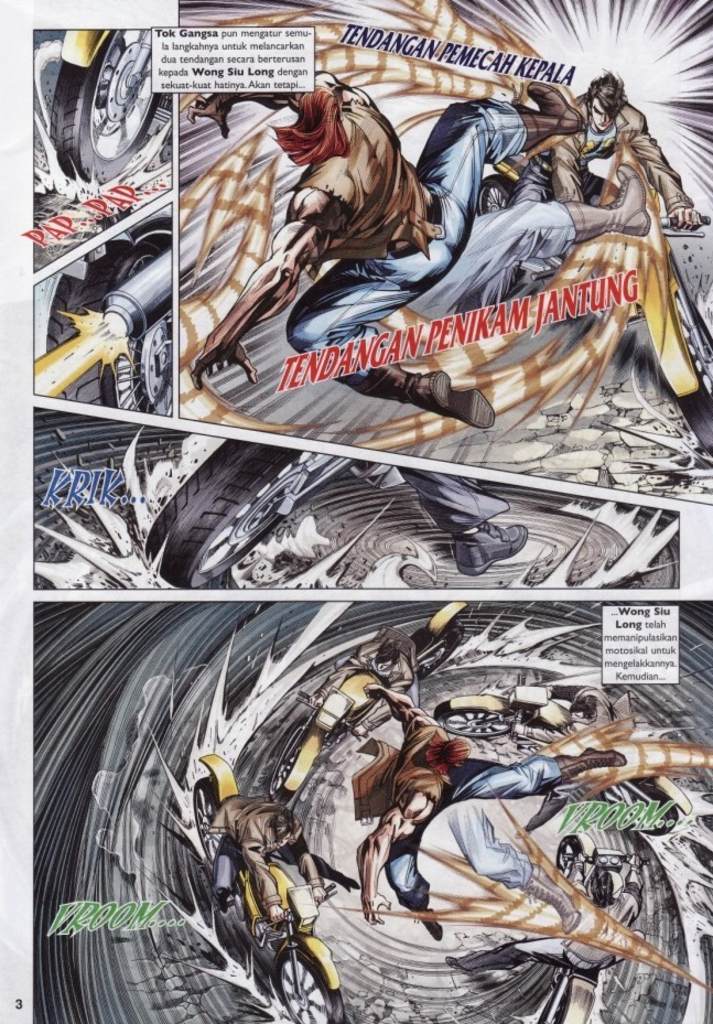 Tok Gangsa pun mengatur semu-
la langkahnya untuk melancarkan
dua tendangan secara berterusan
kepada Wong Siu Long dengan
sekuat-kuat hatinya. Akan tetapi...
TENDANGAN PEMECAH KEPALA
PAP...PAP...
TENDANGAN PENIKAM JANTUNG
KRIK...
...Wong Siu
Long telah
memanipulasikan
motosikal untuk
mengelakkannya.
Kemudian...
VROOM....
VROOM....
3